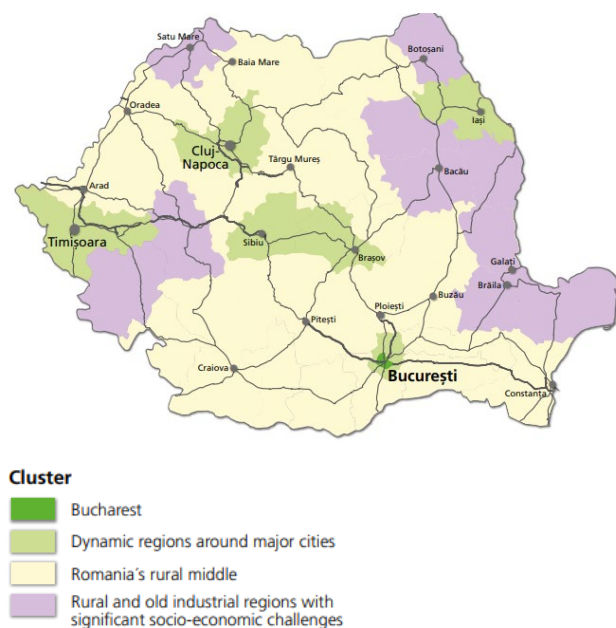 Satu Mare
Baia Mare
Botoșani
Oradea
Iași
Cluj-
Napoca
Târgu Mureș
Bacău
Arad
Timișoara
Sibiu
Brașov
Galați
Brăila
Ploiești
Buzău
Pitești
Craiova
București
Constanța
Cluster
Bucharest
Dynamic regions around major cities
Romania´s rural middle
Rural and old industrial regions with
significant socio-economic challenges